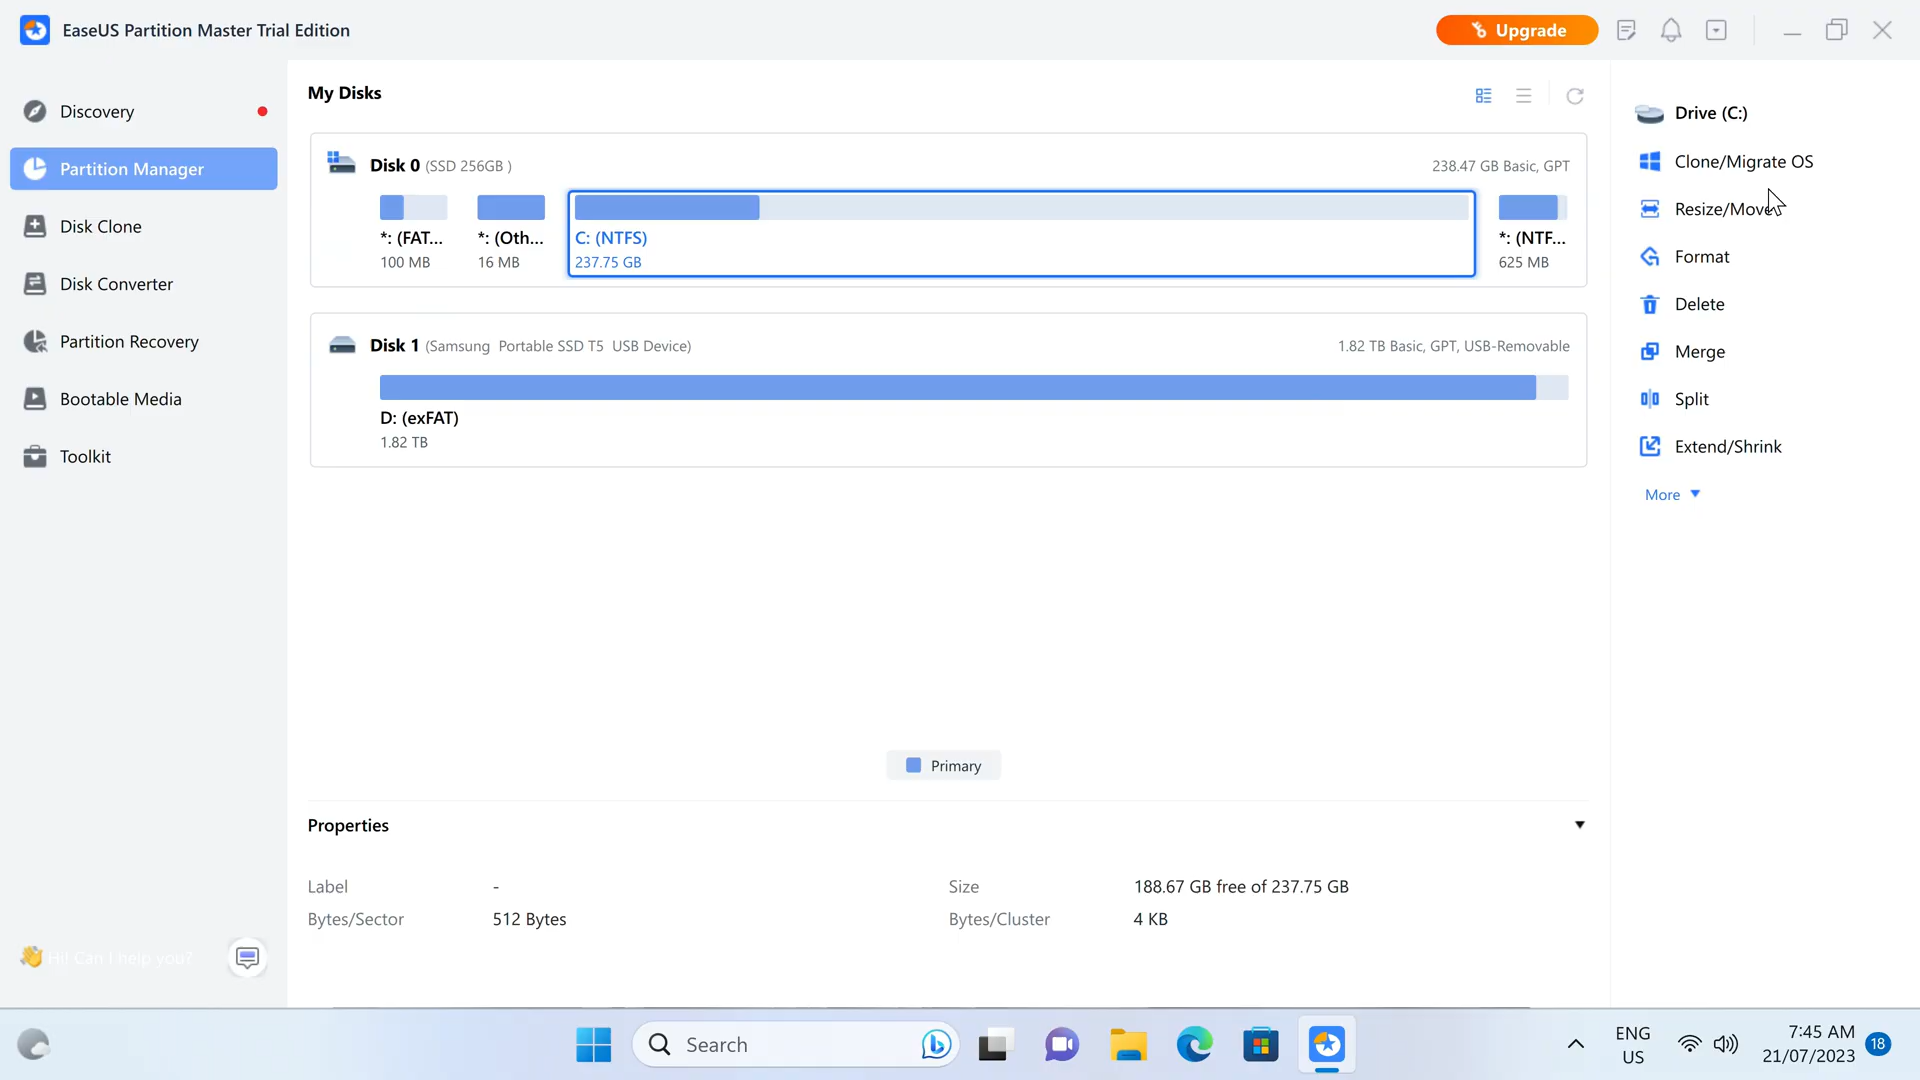 EaseUS Partition Master Trial Edition
Upgrade
Discovery
Partition Manager
Disk Clone
Disk Converter
Partition Recovery
Bootable Media
Toolkit
Hi! Can I help you?
My Disks
Disk 0 (SSD 256GB )
238.47 GB Basic, GPT
*: (FAT...
100 MB
*: (Oth...
16 MB
C: (NTFS)
237.75 GB
*: (NTF...
625 MB
Disk 1 (Samsung Portable SSD T5 USB Device)
1.82 TB Basic, GPT, USB-Removable
D: (exFAT)
1.82 TB
Primary
Properties
Label
-
Size
188.67 GB free of 237.75 GB
Bytes/Sector
512 Bytes
Bytes/Cluster
4 KB
Drive (C:)
Clone/Migrate OS
Resize/Move
Format
Delete
Merge
Split
Extend/Shrink
More
Search
ENG
US
7:45 AM
21/07/2023
18